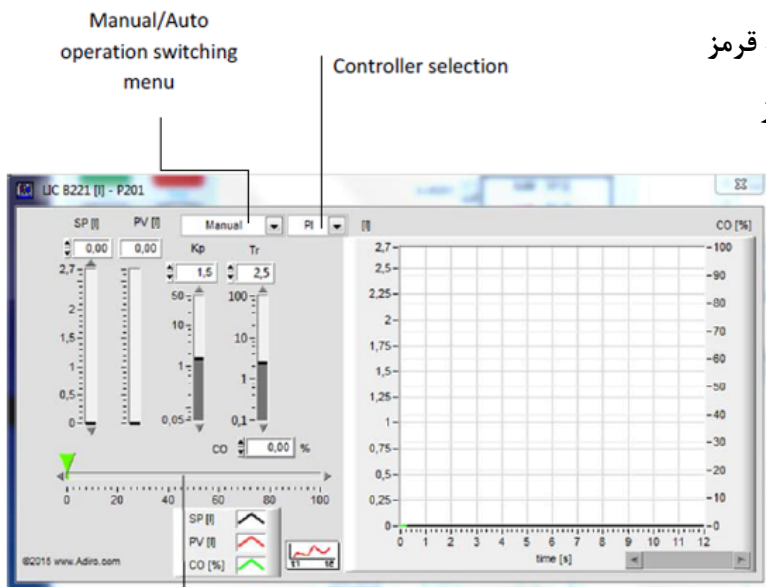 Manual/Auto
operation switching
menu
Controller selection
قرمز
LIC B221 [l] - P201
SP [l] PV [l] Manual PI [l] CO [%]
0,00 0,00 Kp Tr
1,5 2,5
2,7
2
1,5
1
0,5
0
50
10
1
0,05
100
10
1
0,1
CO 0,00 %
0 20 40 60 80 100
SP [l]
PV [l]
CO [%]
©2015 www.Adiro.com
2,7
2,5
2,25
2
1,75
1,5
1,25
1
0,75
0,5
0,25
0
100
90
80
70
60
50
40
30
20
10
0
0 1 2 3 4 5 6 7 8 9 10 11 12
time [s]